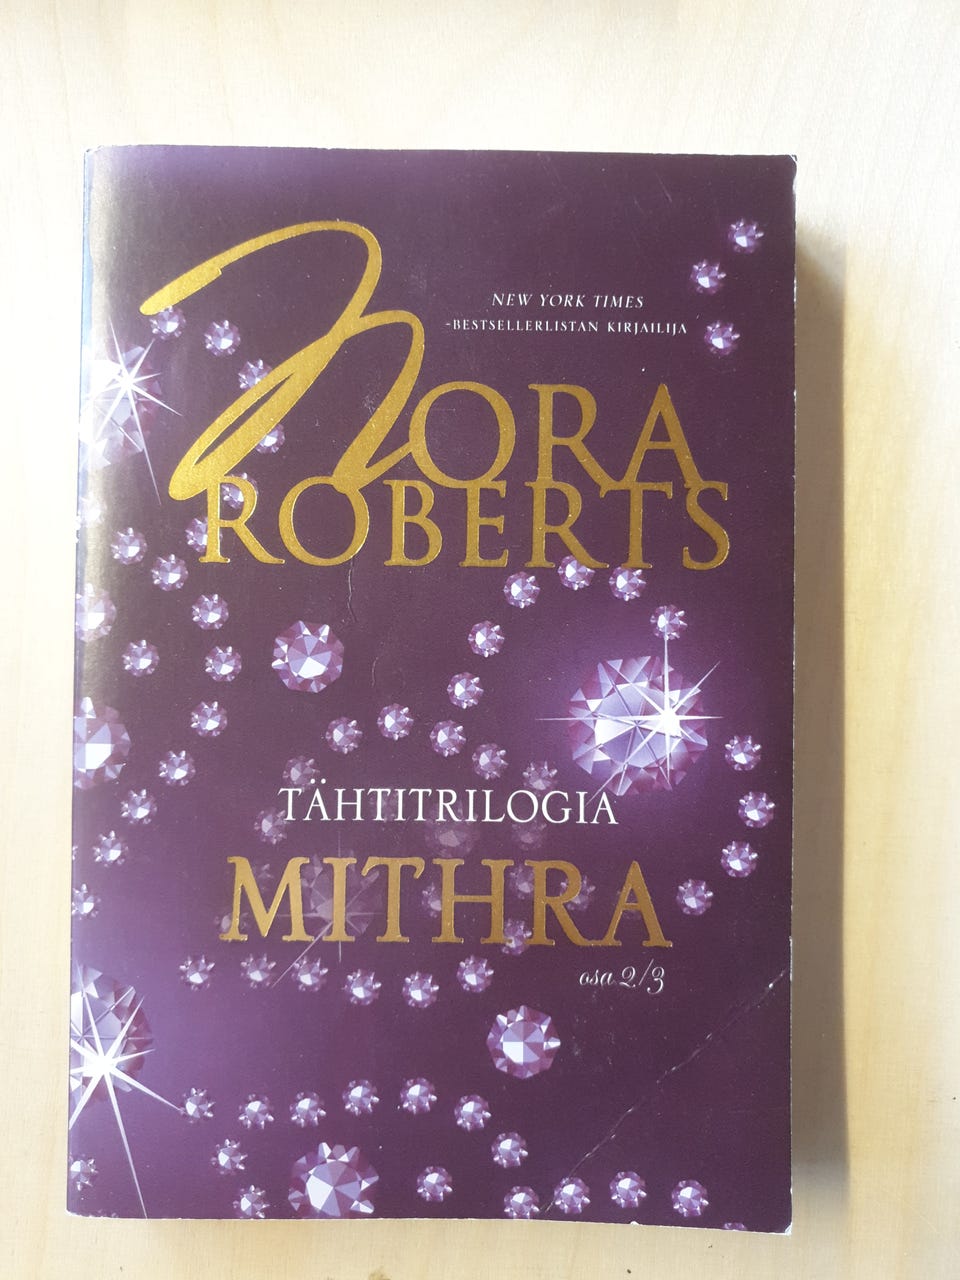 NEW YORK TIMES
-BESTSELLERLISTAN KIRJAILIJA
NORA
ROBERTS
TÄHTITRILOGIA
MITHRA
osa 2/3